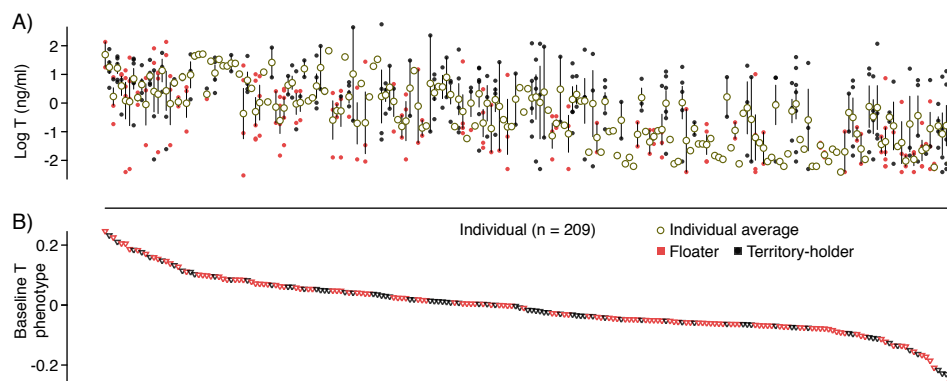 A)
2
1
0
-1
-2
Log T (ng/ml)
Individual (n = 209)
Individual average
Floater
Territory-holder
B)
0.2
0
-0.2
Baseline T
phenotype